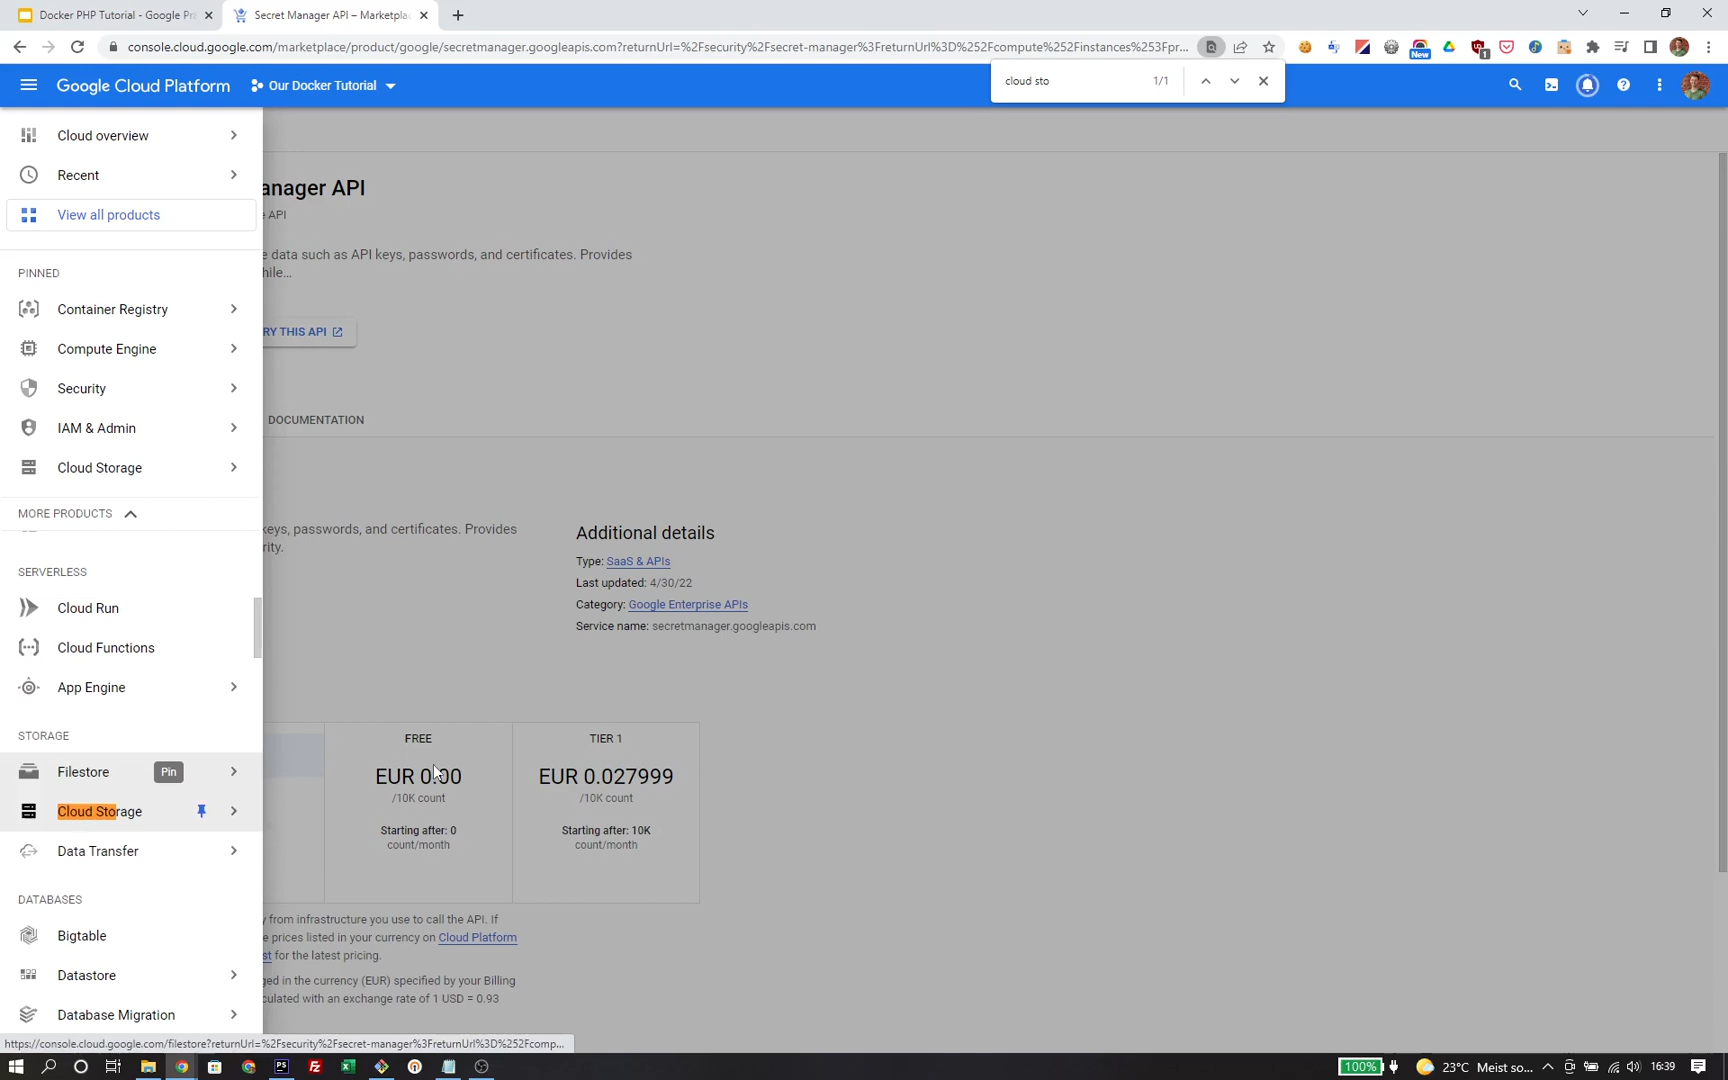 Docker PHP Tutorial - Google Pr
Secret Manager API – Marketpla
console.cloud.google.com/marketplace/product/google/secretmanager.googleapis.com?returnUrl=%2Fsecurity%2Fsecret-manager%3FreturnUrl%3D%252Fcompute%252Finstances%253Fpr...
New
1
Google Cloud Platform
Our Docker Tutorial
cloud sto
1/1
Cloud overview
Recent
View all products
PINNED
Container Registry
Compute Engine
Security
IAM & Admin
Cloud Storage
MORE PRODUCTS
SERVERLESS
Cloud Run
Cloud Functions
App Engine
STORAGE
Filestore
Pin
Cloud Storage
Data Transfer
DATABASES
Bigtable
Datastore
Database Migration
anager API
e API
e data such as API keys, passwords, and certificates. Provides
hile...
RY THIS API
DOCUMENTATION
keys, passwords, and certificates. Provides
rity.
Additional details
Type: SaaS & APIs
Last updated: 4/30/22
Category: Google Enterprise APIs
Service name: secretmanager.googleapis.com
FREE
EUR 0.00
/10K count
Starting after: 0
count/month
TIER 1
EUR 0.027999
/10K count
Starting after: 10K
count/month
y from infrastructure you use to call the API. If
e prices listed in your currency on Cloud Platform
st for the latest pricing.
ged in the currency (EUR) specified by your Billing
culated with an exchange rate of 1 USD = 0.93
https://console.cloud.google.com/filestore?returnUrl=%2Fsecurity%2Fsecret-manager%3FreturnUrl%3D%252Fcomp...
100%
23°C Meist so...
16:39